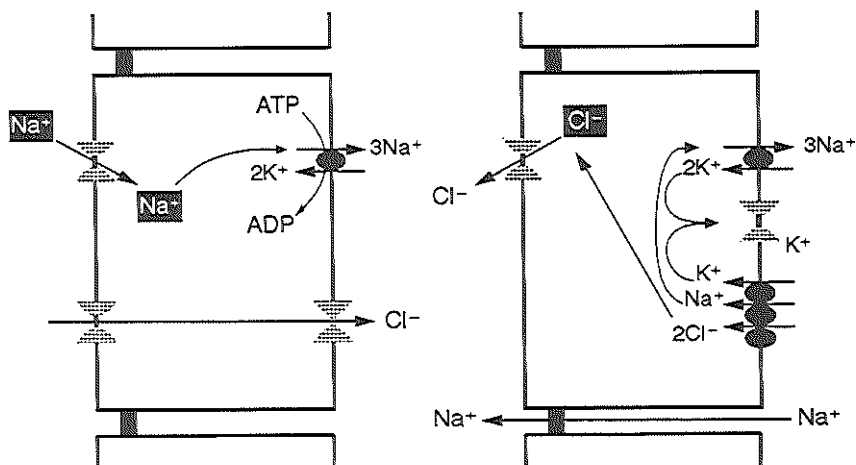 Na⁺
ATP
3Na⁺
2K⁺
Na⁺
ADP
Cl⁻
Cl⁻
3Na⁺
2K⁺
Cl⁻
K⁺
K⁺
Na⁺
2Cl⁻
Na⁺
Na⁺